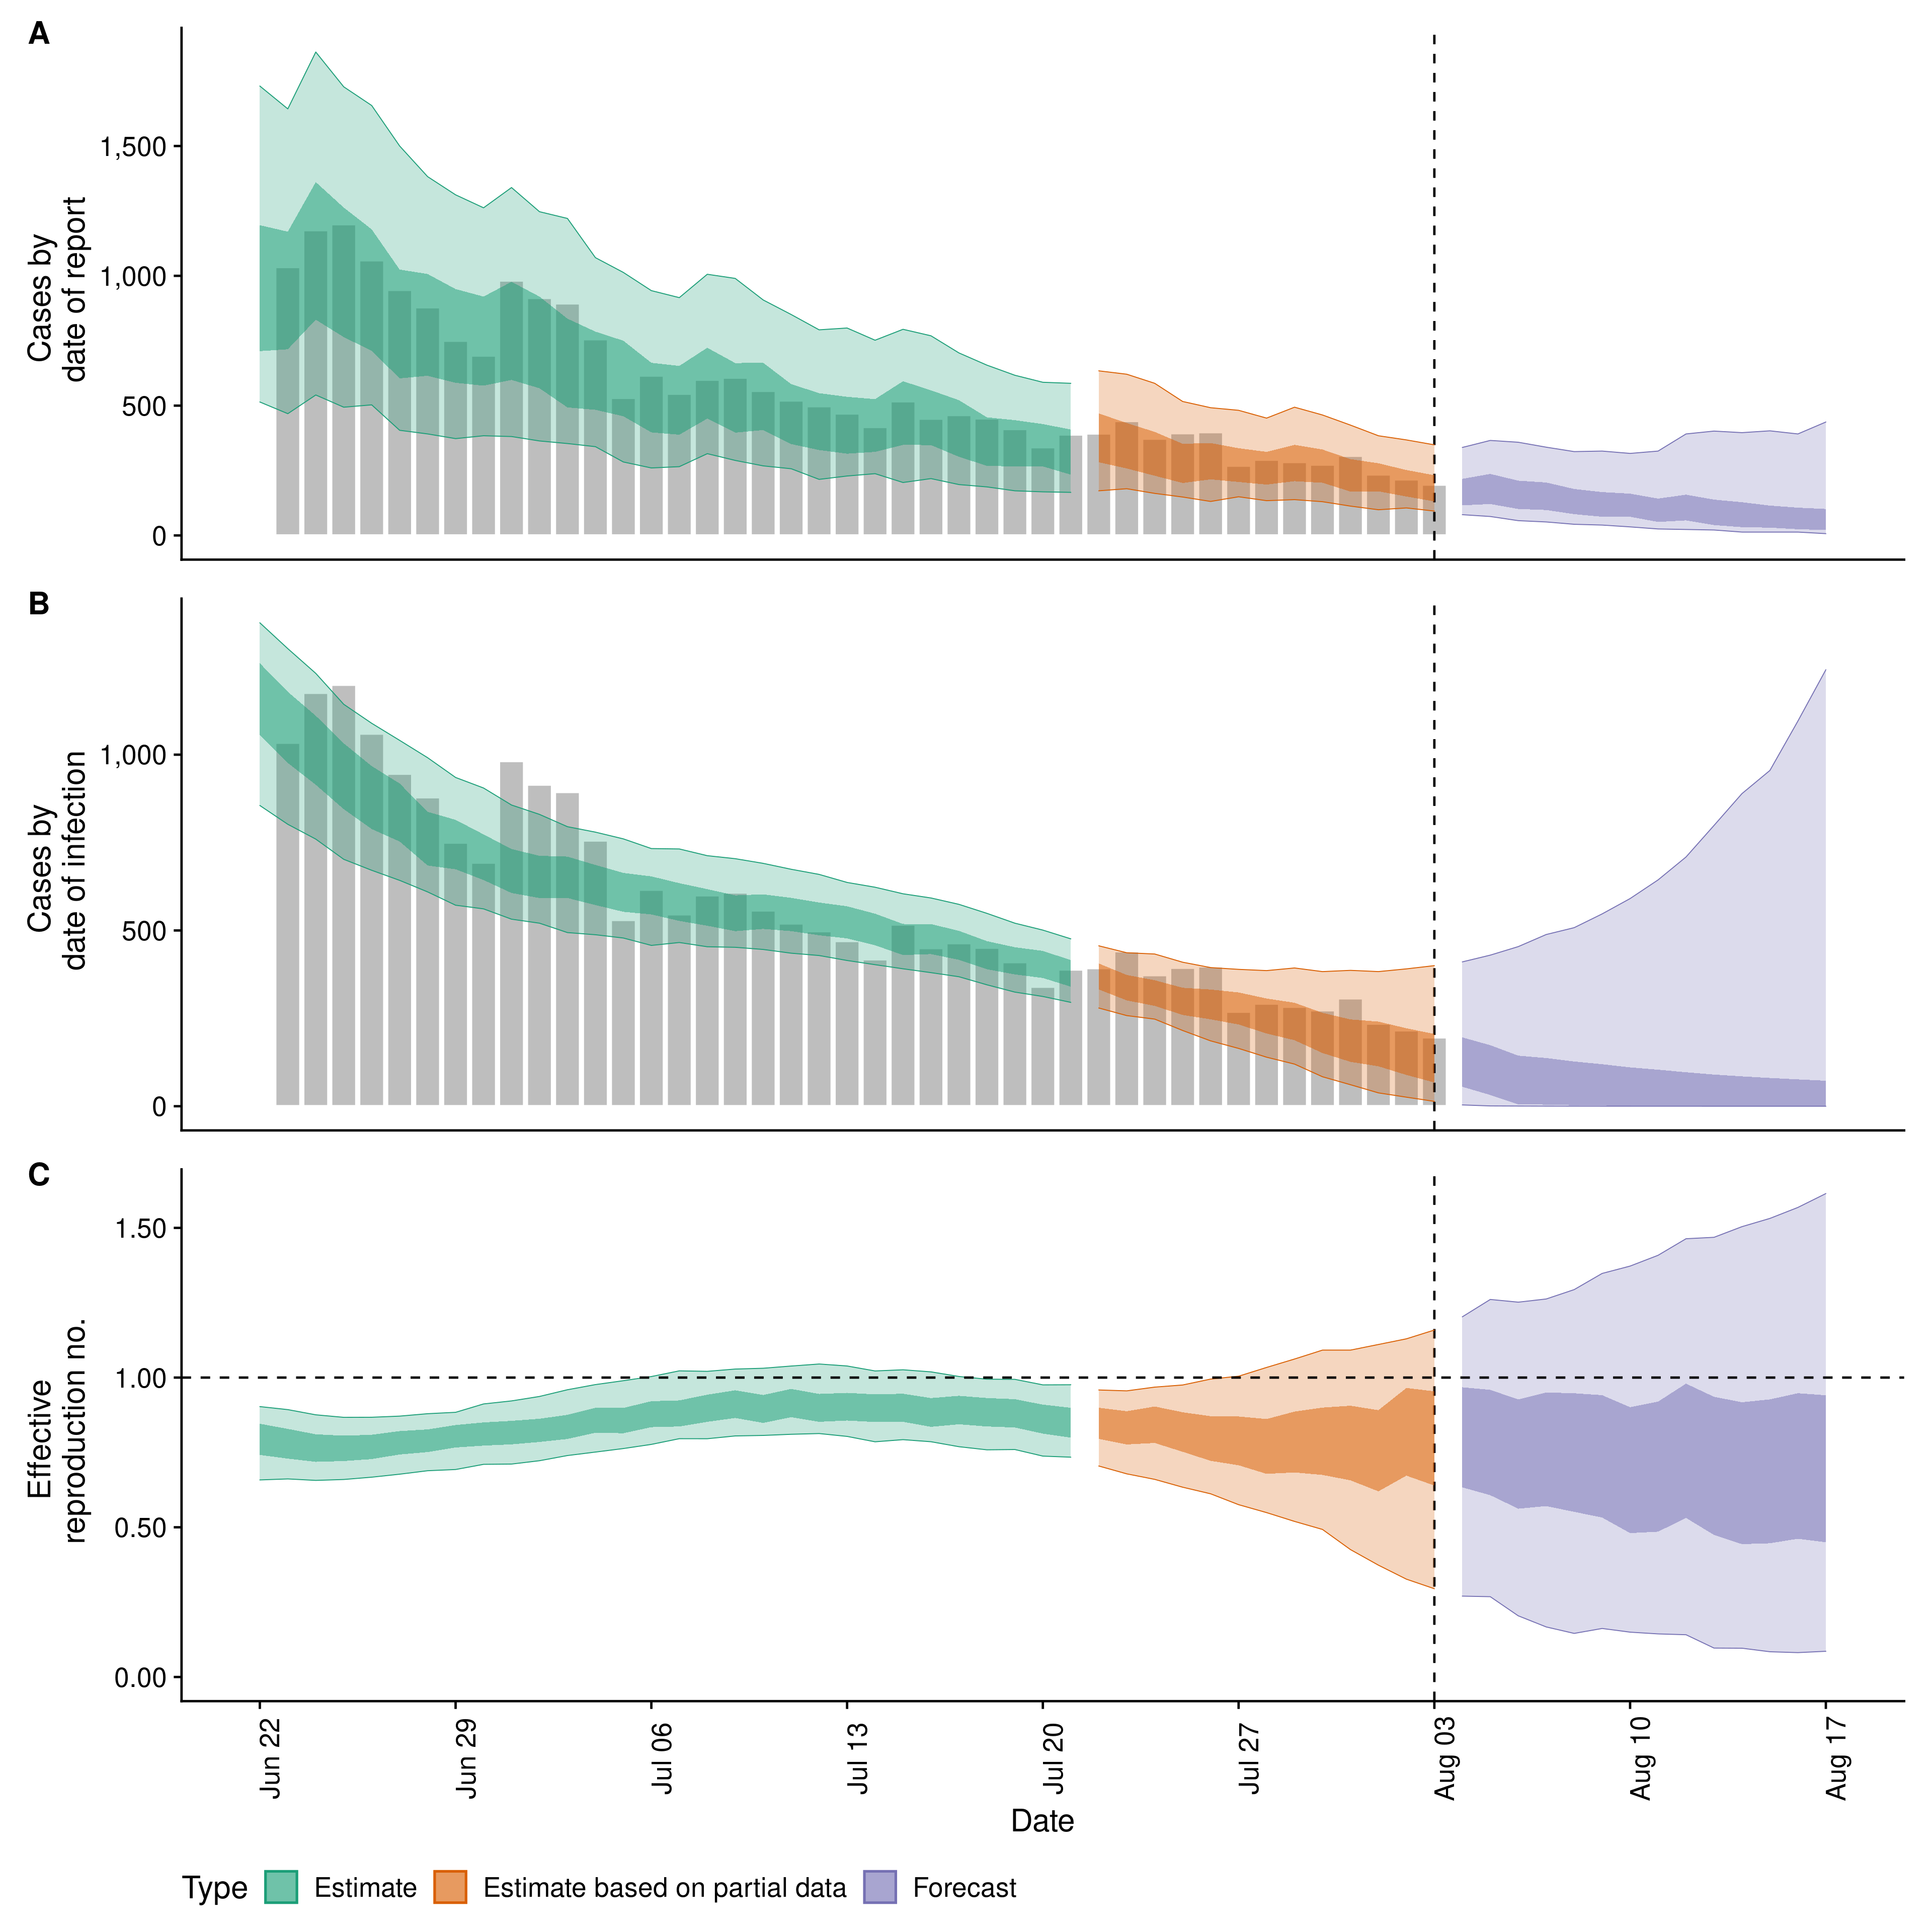 A
Cases by
date of report
1,500
1,000
500
0
B
Cases by
date of infection
1,000
500
0
C
Effective
reproduction no.
1.50
1.00
0.50
0.00
Jun 22
Jun 29
Jul 06
Jul 13
Jul 20
Jul 27
Aug 03
Aug 10
Aug 17
Date
Type Estimate Estimate based on partial data Forecast